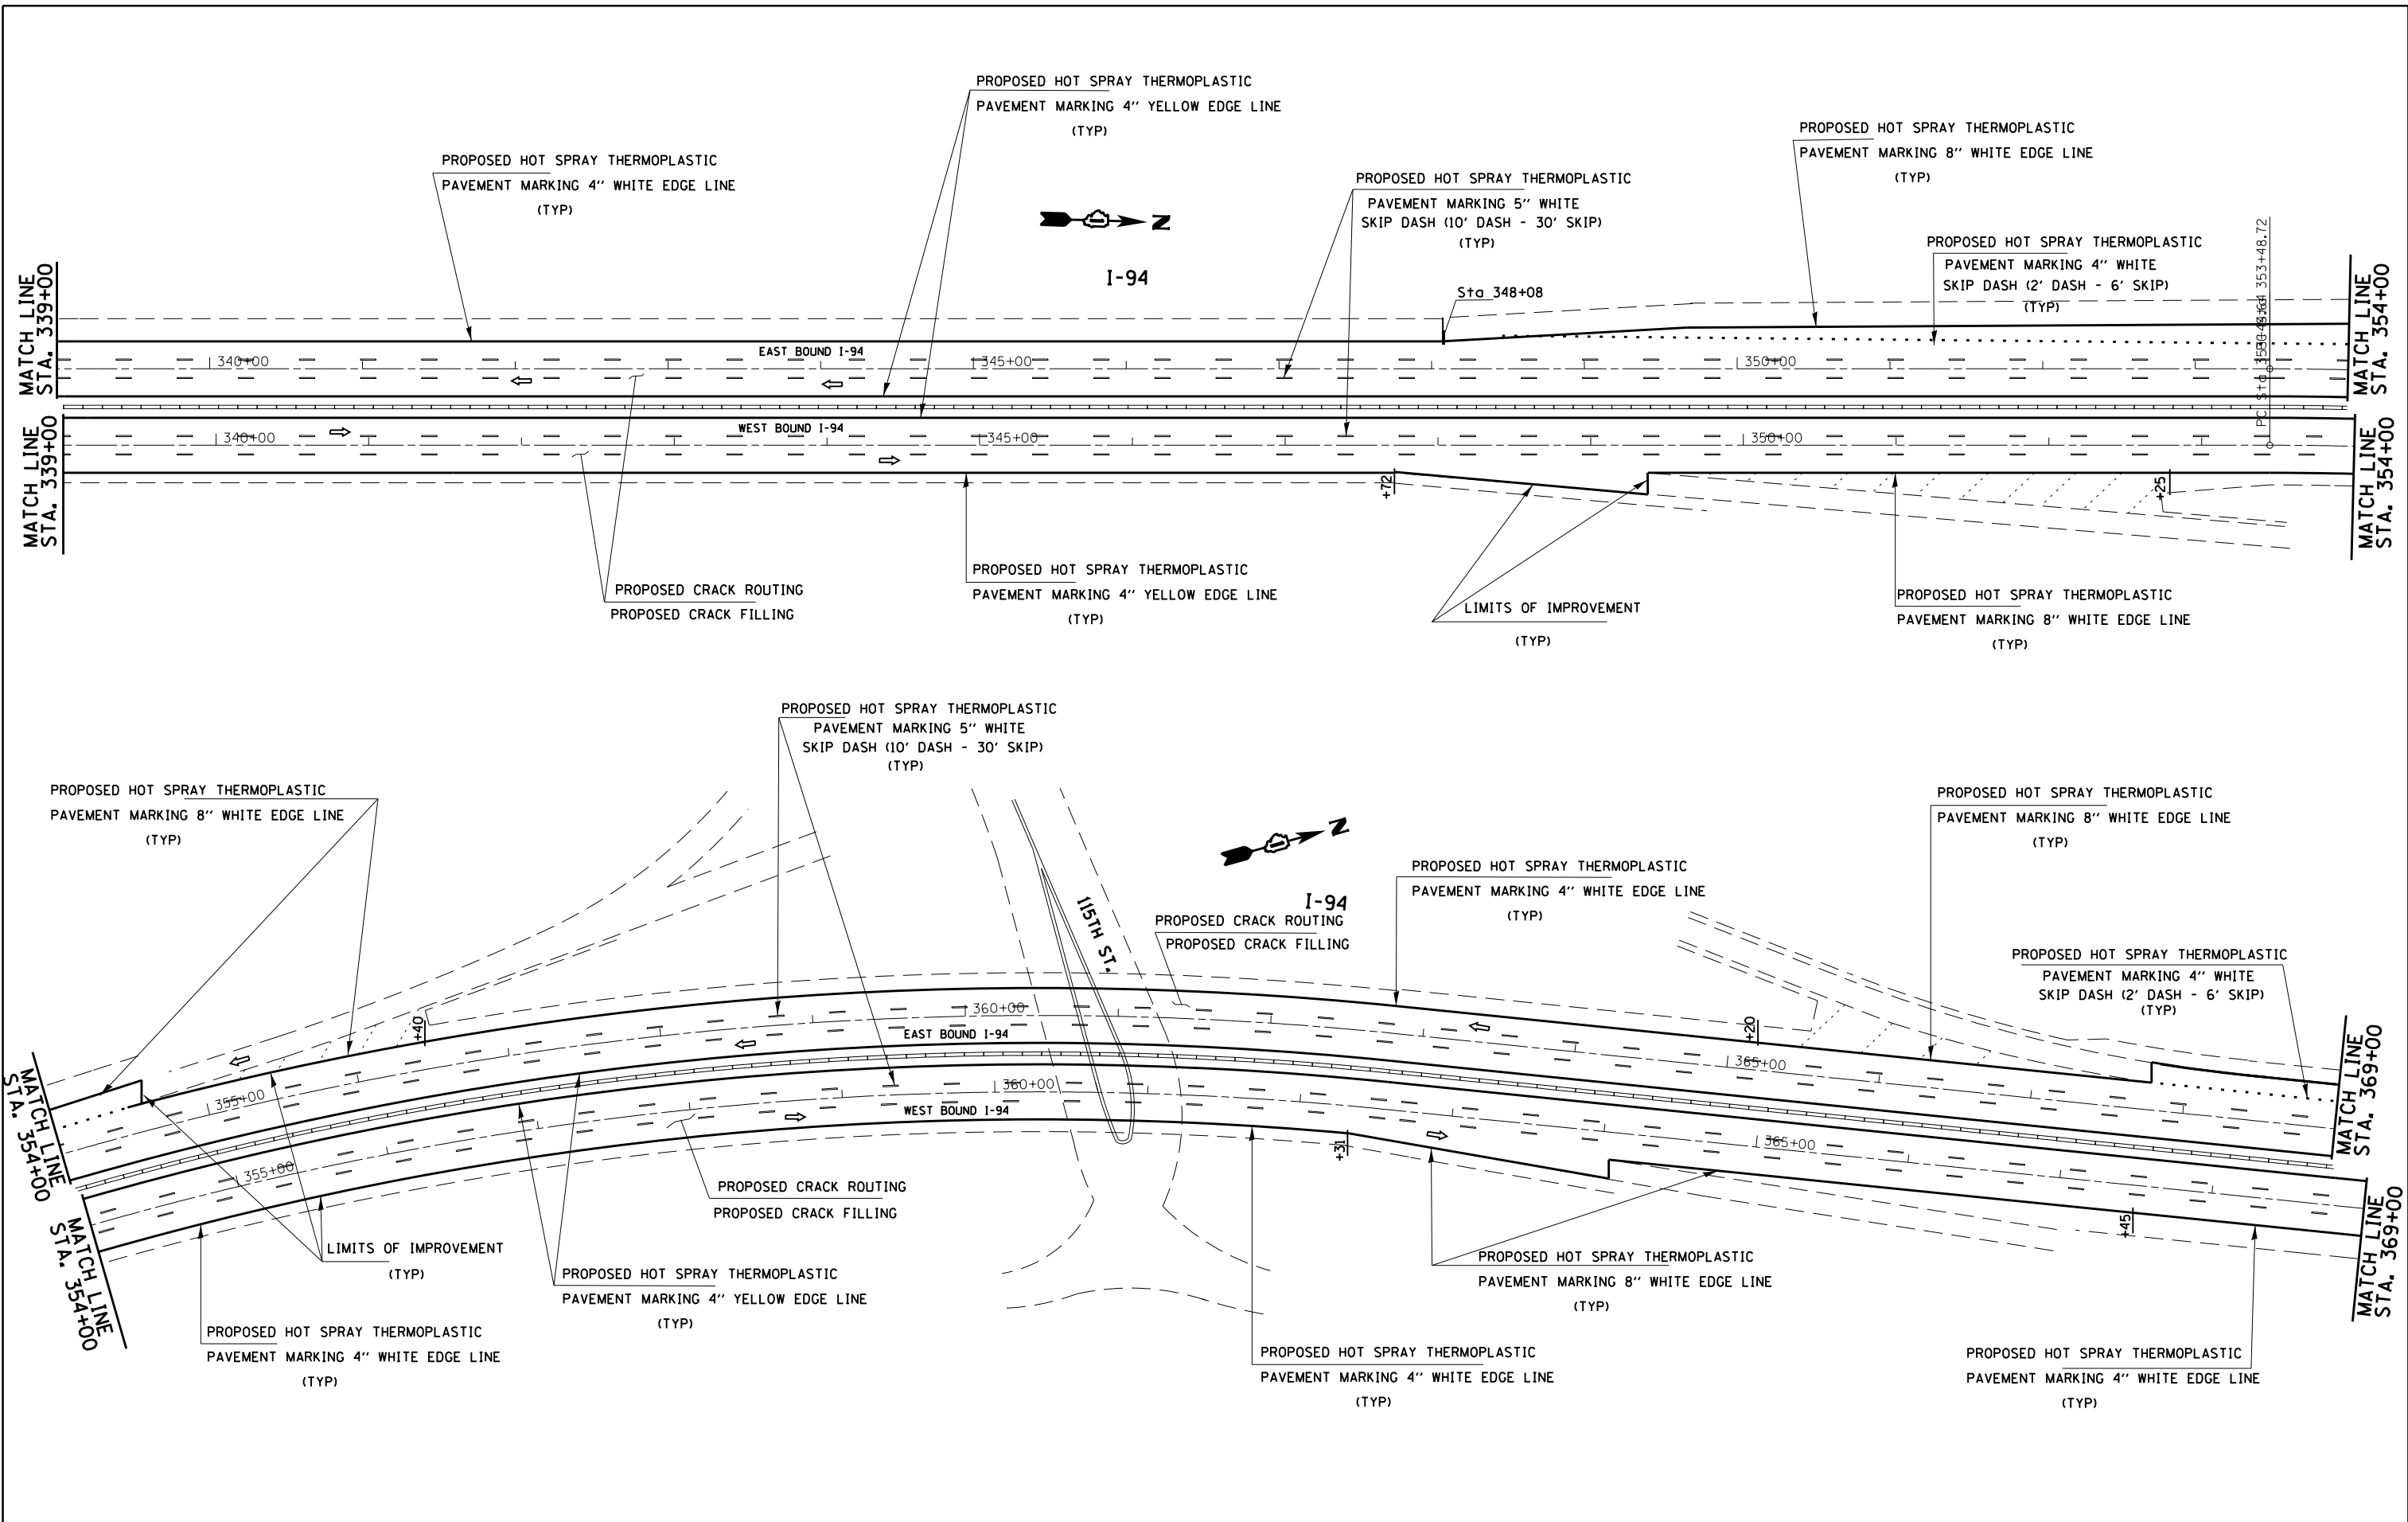 PROPOSED HOT SPRAY THERMOPLASTIC
PAVEMENT MARKING 4'' YELLOW EDGE LINE
(TYP)
PROPOSED HOT SPRAY THERMOPLASTIC
PAVEMENT MARKING 8'' WHITE EDGE LINE
(TYP)
PROPOSED HOT SPRAY THERMOPLASTIC
PAVEMENT MARKING 4'' WHITE EDGE LINE
(TYP)
PROPOSED HOT SPRAY THERMOPLASTIC
PAVEMENT MARKING 5'' WHITE
SKIP DASH (10' DASH - 30' SKIP)
(TYP)
N
I-94
PROPOSED HOT SPRAY THERMOPLASTIC
PAVEMENT MARKING 4'' WHITE
SKIP DASH (2' DASH - 6' SKIP)
(TYP)
Sta 348+08
353+48.72
PC Sta
MATCH LINE
STA. 339+00
MATCH LINE
STA. 354+00
EAST BOUND I-94
340+00
345+00
350+00
WEST BOUND I-94
340+00
345+00
350+00
MATCH LINE
STA. 339+00
MATCH LINE
STA. 354+00
+72
+25
PROPOSED CRACK ROUTING
PROPOSED CRACK FILLING
PROPOSED HOT SPRAY THERMOPLASTIC
PAVEMENT MARKING 4'' YELLOW EDGE LINE
(TYP)
LIMITS OF IMPROVEMENT
(TYP)
PROPOSED HOT SPRAY THERMOPLASTIC
PAVEMENT MARKING 8'' WHITE EDGE LINE
(TYP)
PROPOSED HOT SPRAY THERMOPLASTIC
PAVEMENT MARKING 5'' WHITE
SKIP DASH (10' DASH - 30' SKIP)
(TYP)
PROPOSED HOT SPRAY THERMOPLASTIC
PAVEMENT MARKING 8'' WHITE EDGE LINE
(TYP)
N
I-94
PROPOSED HOT SPRAY THERMOPLASTIC
PAVEMENT MARKING 8'' WHITE EDGE LINE
(TYP)
PROPOSED HOT SPRAY THERMOPLASTIC
PAVEMENT MARKING 4'' WHITE EDGE LINE
(TYP)
115TH ST.
PROPOSED CRACK ROUTING
PROPOSED CRACK FILLING
PROPOSED HOT SPRAY THERMOPLASTIC
PAVEMENT MARKING 4'' WHITE
SKIP DASH (2' DASH - 6' SKIP)
(TYP)
+40
+20
360+00
EAST BOUND I-94
365+00
355+00
MATCH LINE
STA. 354+00
MATCH LINE
STA. 369+00
360+00
WEST BOUND I-94
365+00
355+00
+31
+45
MATCH LINE
STA. 354+00
MATCH LINE
STA. 369+00
PROPOSED CRACK ROUTING
PROPOSED CRACK FILLING
LIMITS OF IMPROVEMENT
(TYP)
PROPOSED HOT SPRAY THERMOPLASTIC
PAVEMENT MARKING 4'' YELLOW EDGE LINE
(TYP)
PROPOSED HOT SPRAY THERMOPLASTIC
PAVEMENT MARKING 8'' WHITE EDGE LINE
(TYP)
PROPOSED HOT SPRAY THERMOPLASTIC
PAVEMENT MARKING 4'' WHITE EDGE LINE
(TYP)
PROPOSED HOT SPRAY THERMOPLASTIC
PAVEMENT MARKING 4'' WHITE EDGE LINE
(TYP)
PROPOSED HOT SPRAY THERMOPLASTIC
PAVEMENT MARKING 4'' WHITE EDGE LINE
(TYP)